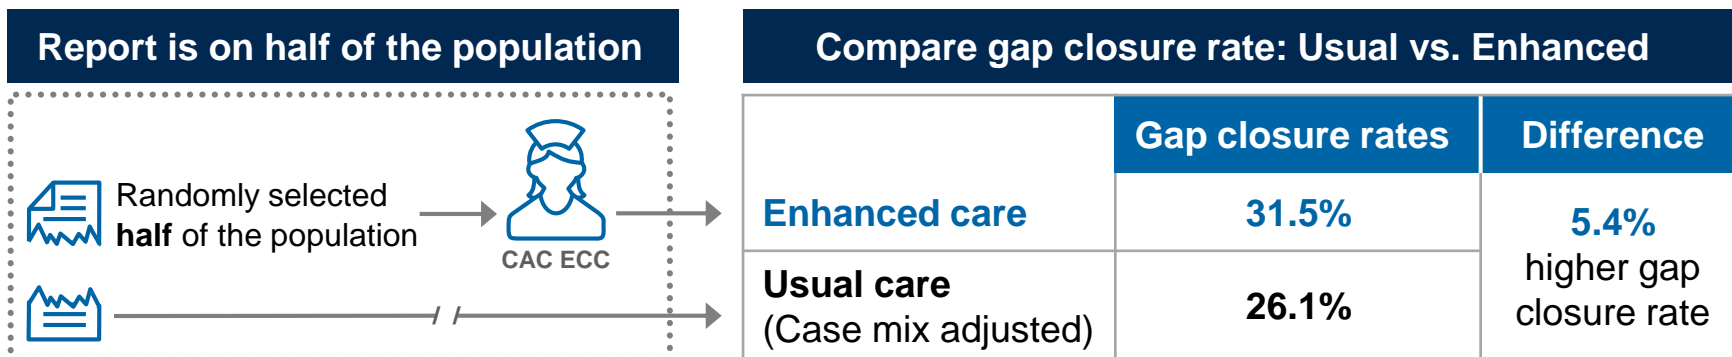 Report is on half of the population
Randomly selected
half of the population
CAC ECC
Compare gap closure rate: Usual vs. Enhanced
Gap closure rates
Difference
Enhanced care
31.5%
5.4%
higher gap
closure rate
Usual care
(Case mix adjusted)
26.1%